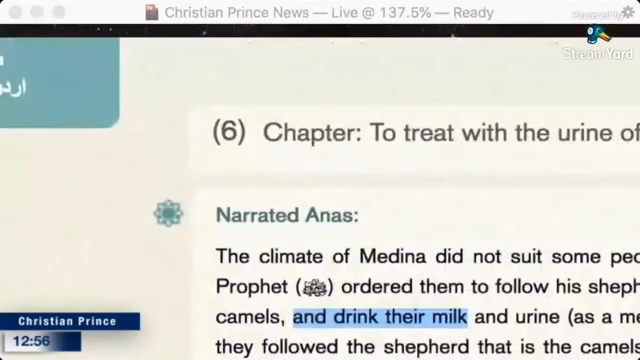 Christian Prince News — Live @ 137.5% — Ready
Powered by
StreamYard
اردو
(6) Chapter: To treat with the urine of
Narrated Anas:
The climate of Medina did not suit some
Prophet (ﷺ) ordered them to follow his
camels, and drink their milk and urine (as a
they followed the shepherd that is the camels
Christian Prince
12:56